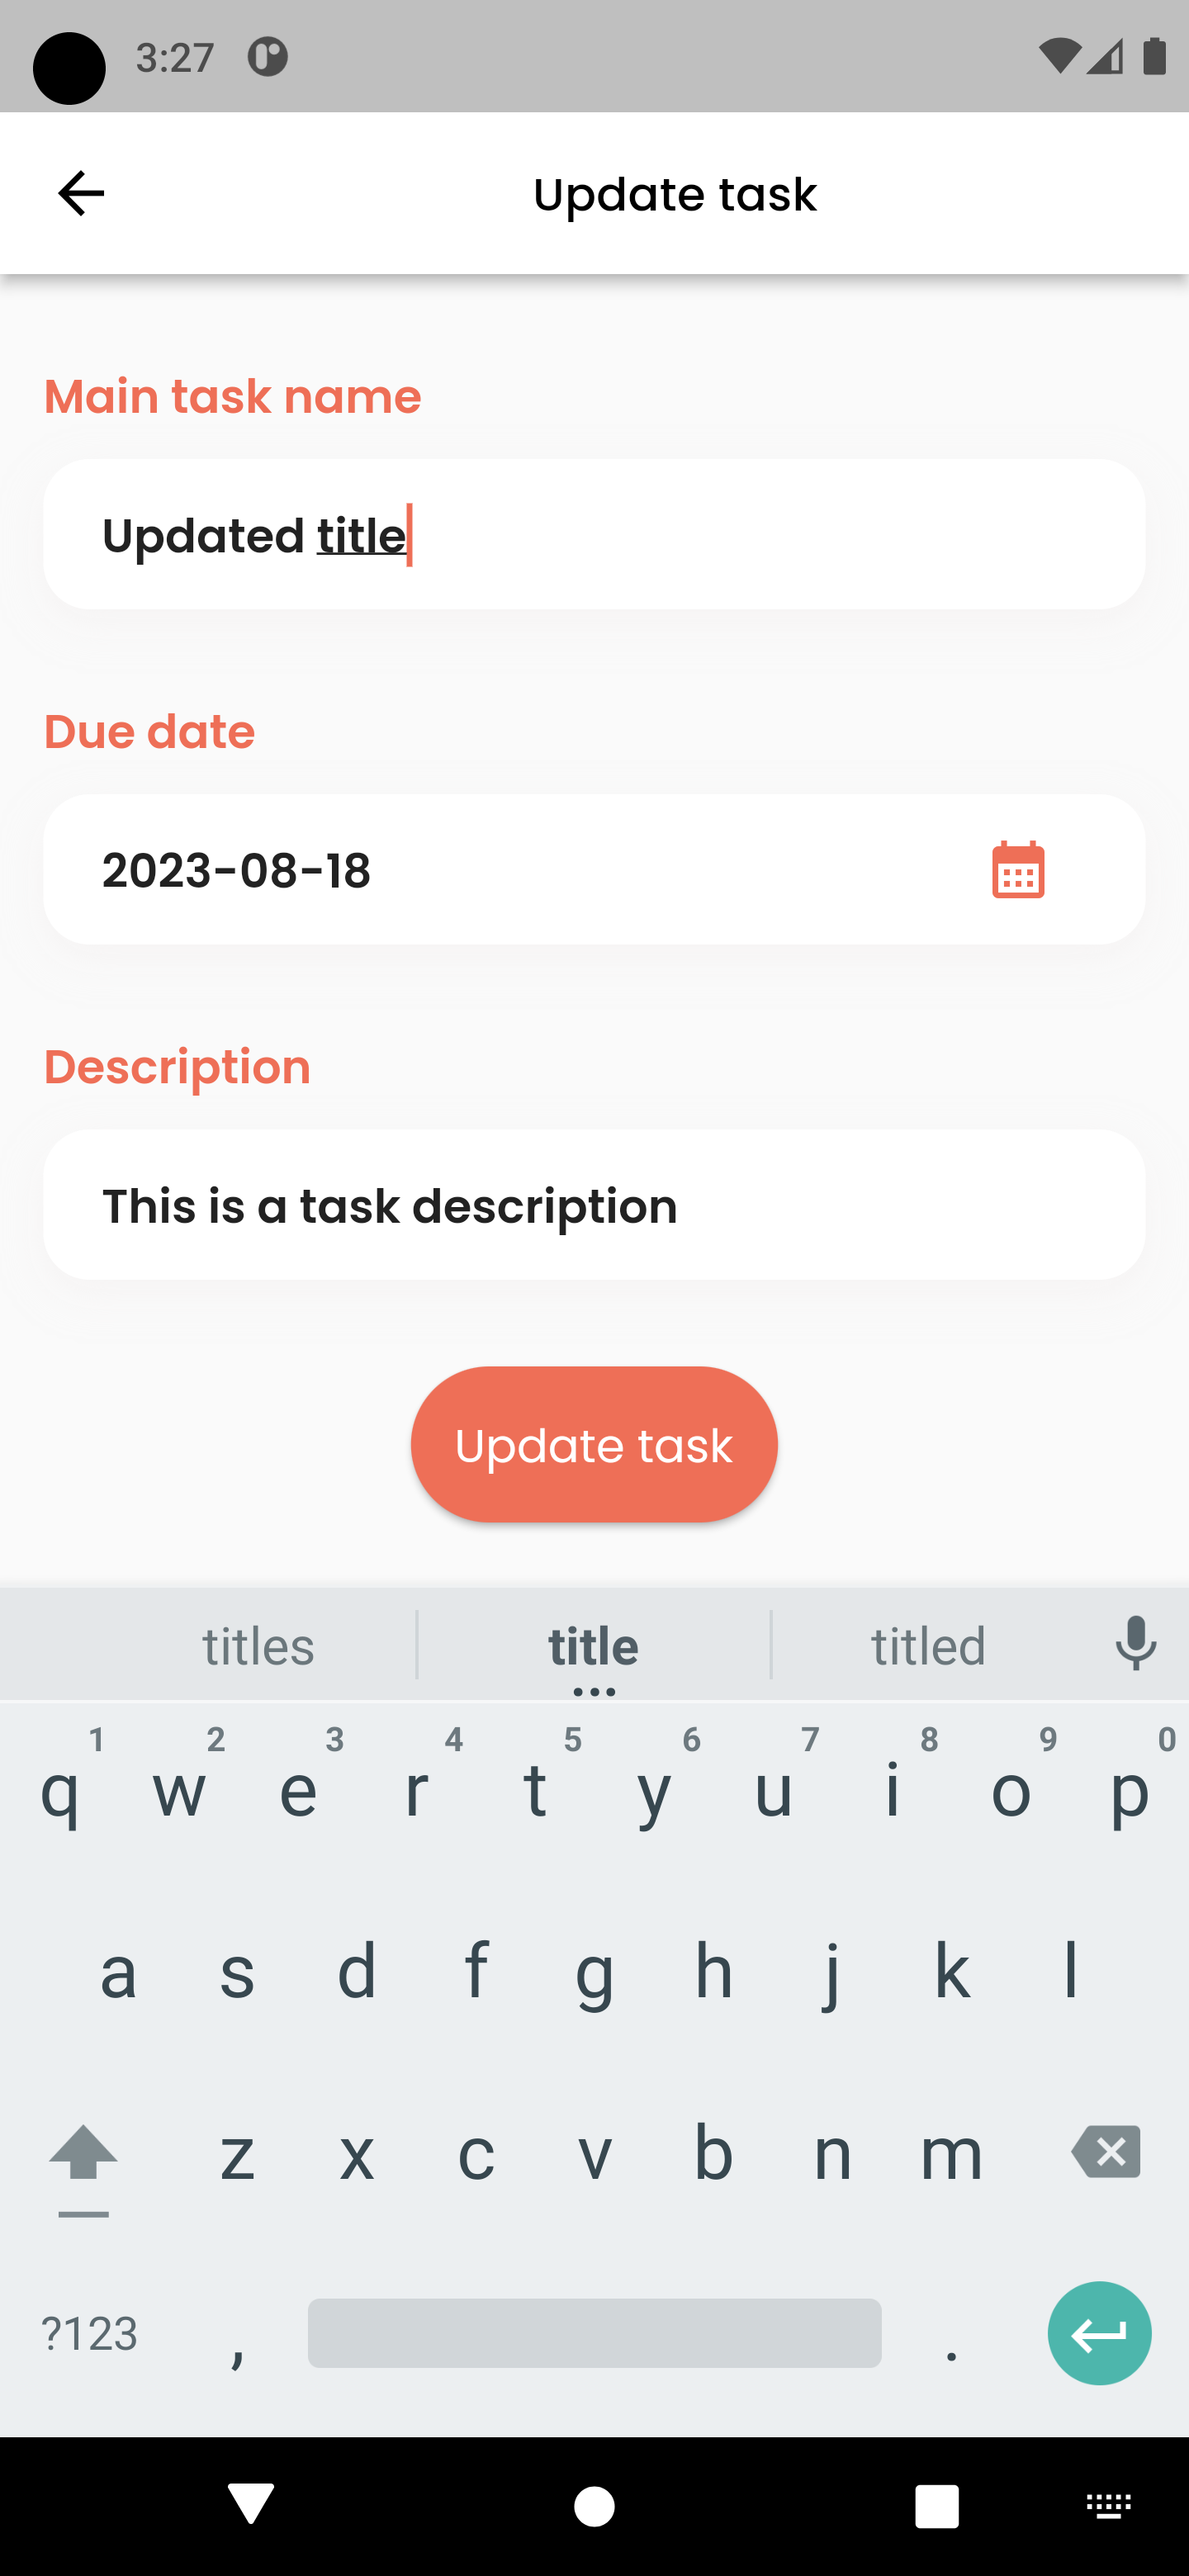 3:27
Update task
Main task name
Updated title
Due date
2023-08-18
Description
This is a task description
Update task
titles title titled
1 2 3 4 5 6 7 8 9 0
q w e r t y u i o p
a s d f g h j k l
z x c v b n m
?123 , .